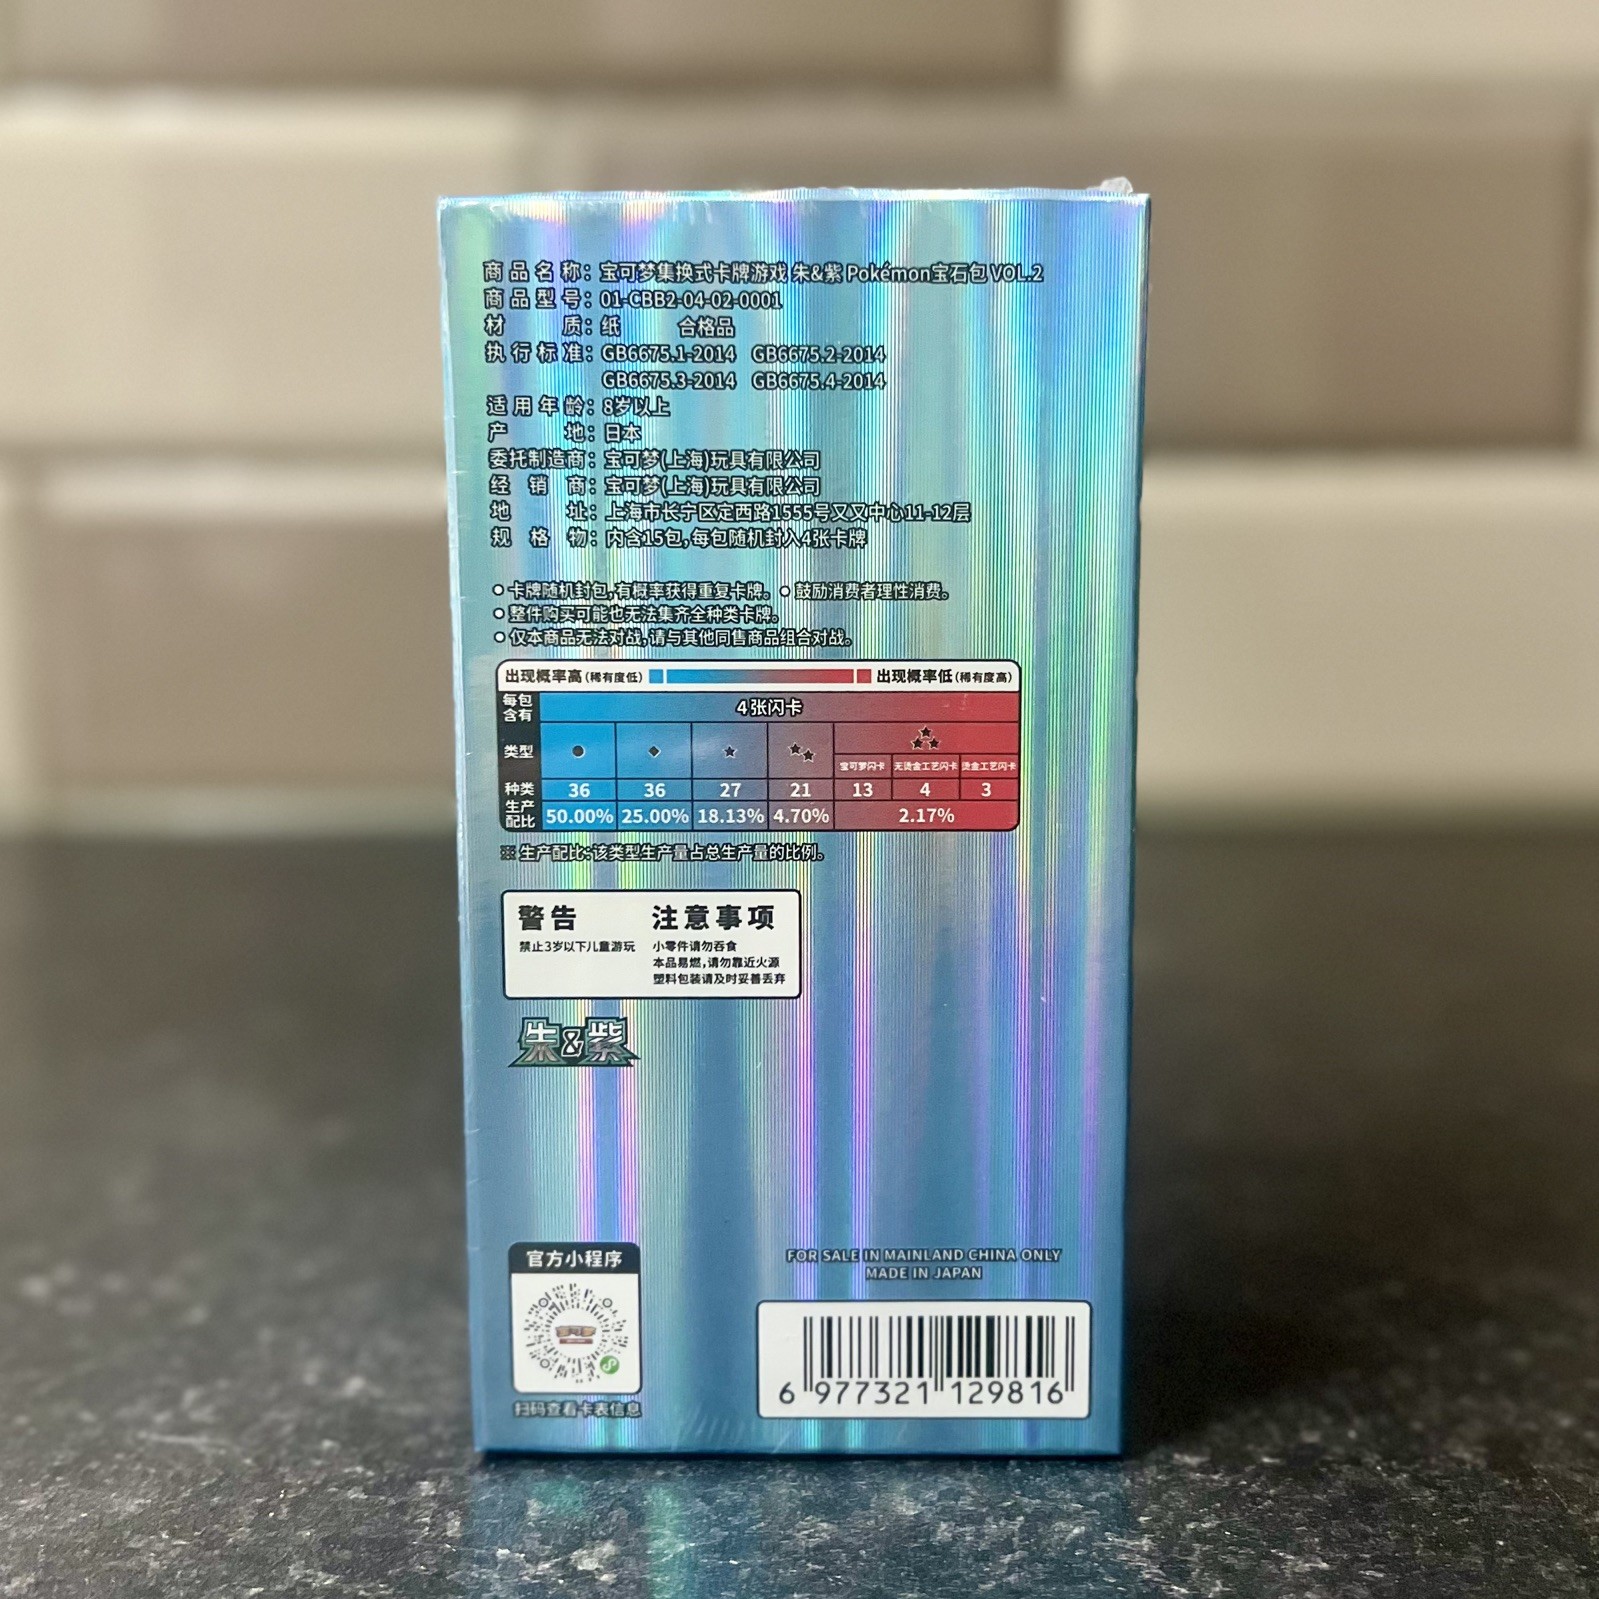 商品名称：宝可梦集换式卡牌游戏 朱&紫 Pokémon宝石包 VOL.2
商品型号：01-CBB2-04-02-0001
材质：纸 合格品
执行标准：GB6675.1-2014 GB6675.2-2014
GB6675.3-2014 GB6675.4-2014
适用年龄：8岁以上
产地：日本
委托制造商：宝可梦(上海)玩具有限公司
经销商：宝可梦(上海)玩具有限公司
地址：上海市长宁区定西路1555号又又中心11-12层
规格物：内含15包，每包随机封入4张卡牌
●卡牌随机封包，有概率获得重复卡牌。●鼓励消费者理性消费。
●整件购买可能也无法集齐全种类卡牌。
●仅本商品无法对战，请与其他同售商品组合对战。
出现概率高(稀有度低) 出现概率低(稀有度高)
每包含有 4张闪卡
类型 ● ◆ ★ ★★ ★★★
宝可梦闪卡 无烫金工艺闪卡 烫金工艺闪卡
种类 36 36 27 21 13 4 3
生产配比 50.00% 25.00% 18.13% 4.70% 2.17%
※生产配比：该类型生产量占总生产量的比例。
警告 注意事项
禁止3岁以下儿童游玩 小零件请勿吞食
本品易燃，请勿靠近火源
塑料包装请及时妥善丢弃
朱&紫
官方小程序
扫码查看卡表信息
FOR SALE IN MAINLAND CHINA ONLY
MADE IN JAPAN
6 977321 129816